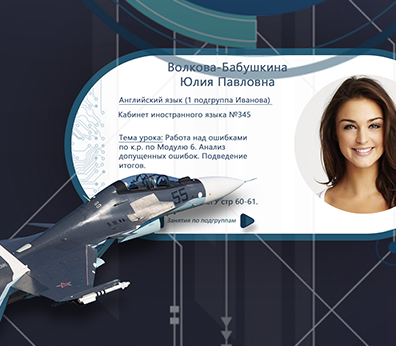 Волкова-Бабушкина
Юлия Павловна
Английский язык (1 подгруппа Иванова)
Кабинет иностранного языка №345
Тема урока: Работа над ошибками
по к.р. по Модулю 6. Анализ
допущенных ошибок. Подведение
итогов.
стр 60-61.
Занятия по подгруппам
55